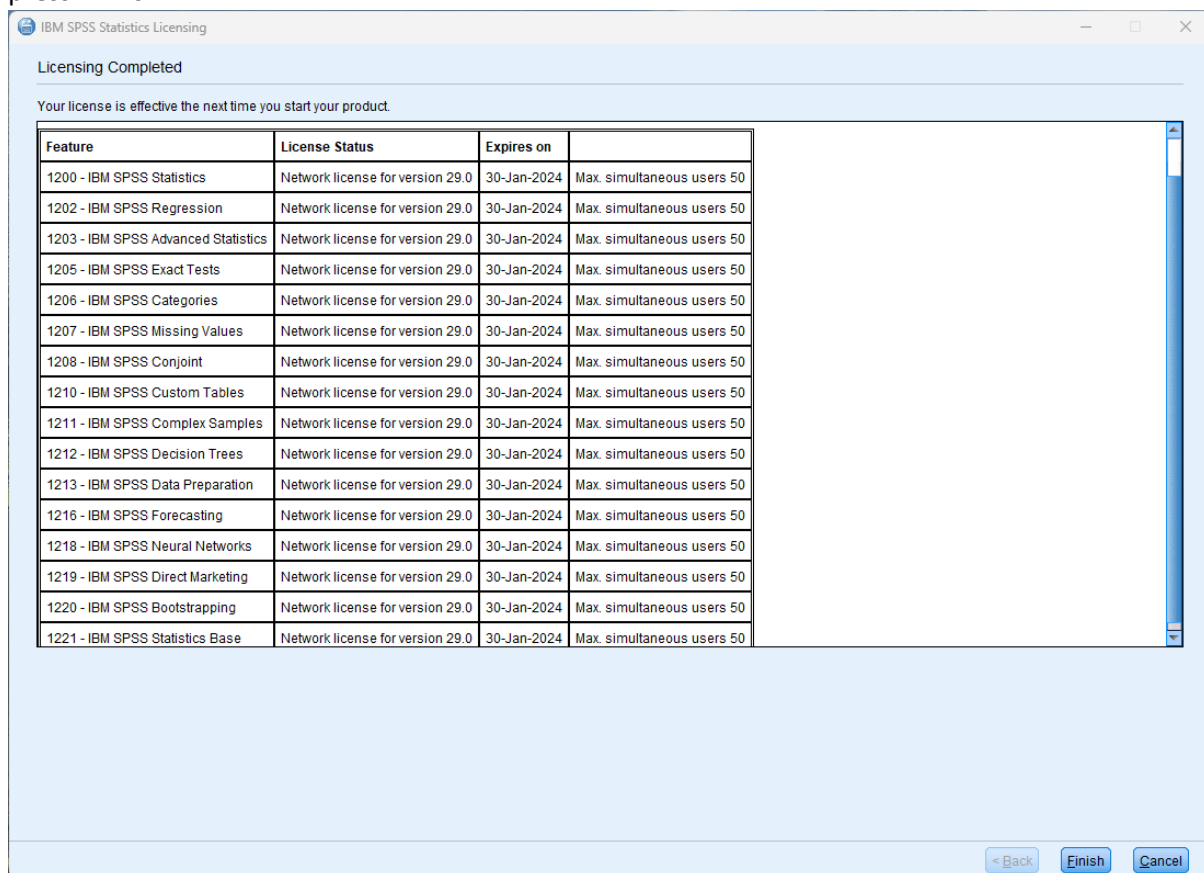 IBM SPSS Statistics Licensing
Licensing Completed
Your license is effective the next time you start your product.
Feature License Status Expires on
1200 - IBM SPSS Statistics Network license for version 29.0 30-Jan-2024 Max. simultaneous users 50
1202 - IBM SPSS Regression Network license for version 29.0 30-Jan-2024 Max. simultaneous users 50
1203 - IBM SPSS Advanced Statistics Network license for version 29.0 30-Jan-2024 Max. simultaneous users 50
1205 - IBM SPSS Exact Tests Network license for version 29.0 30-Jan-2024 Max. simultaneous users 50
1206 - IBM SPSS Categories Network license for version 29.0 30-Jan-2024 Max. simultaneous users 50
1207 - IBM SPSS Missing Values Network license for version 29.0 30-Jan-2024 Max. simultaneous users 50
1208 - IBM SPSS Conjoint Network license for version 29.0 30-Jan-2024 Max. simultaneous users 50
1210 - IBM SPSS Custom Tables Network license for version 29.0 30-Jan-2024 Max. simultaneous users 50
1211 - IBM SPSS Complex Samples Network license for version 29.0 30-Jan-2024 Max. simultaneous users 50
1212 - IBM SPSS Decision Trees Network license for version 29.0 30-Jan-2024 Max. simultaneous users 50
1213 - IBM SPSS Data Preparation Network license for version 29.0 30-Jan-2024 Max. simultaneous users 50
1216 - IBM SPSS Forecasting Network license for version 29.0 30-Jan-2024 Max. simultaneous users 50
1218 - IBM SPSS Neural Networks Network license for version 29.0 30-Jan-2024 Max. simultaneous users 50
1219 - IBM SPSS Direct Marketing Network license for version 29.0 30-Jan-2024 Max. simultaneous users 50
1220 - IBM SPSS Bootstrapping Network license for version 29.0 30-Jan-2024 Max. simultaneous users 50
1221 - IBM SPSS Statistics Base Network license for version 29.0 30-Jan-2024 Max. simultaneous users 50
< Back Finish Cancel